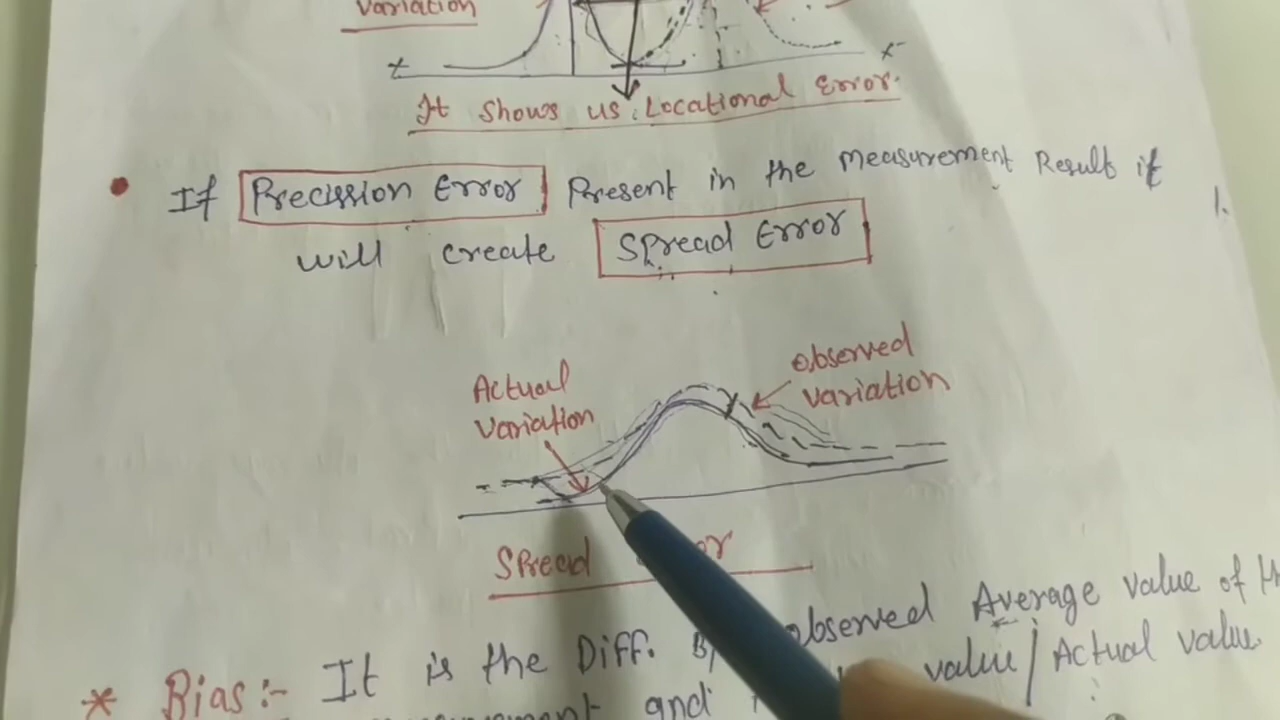 Variation
x x
It shows us Locational Error.
• If Precission Error Present in the Measurement Result it
will create Spread Error
1.
Actual
Variation
observed
variation
Spread
* Bias:- It is the Diff. B/ observed Average value of
and value/Actual value